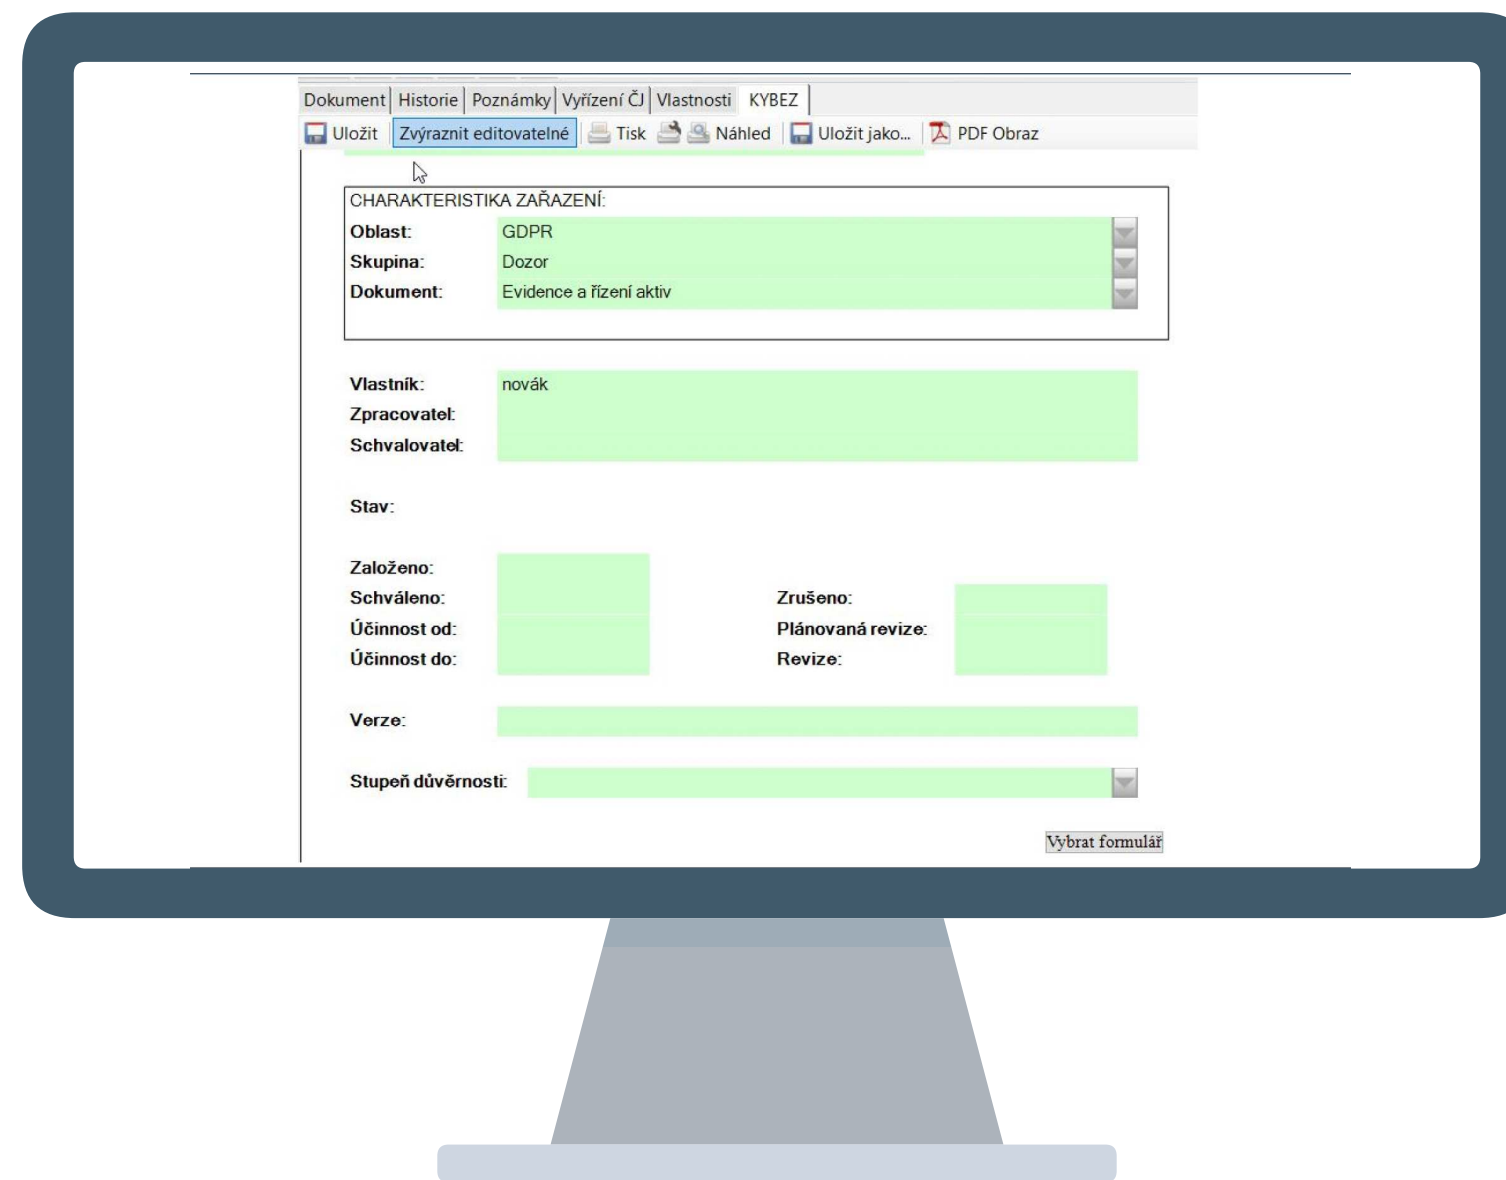 Dokument Historie Poznámky Vyřízení ČJ Vlastnosti KYBEZ
Uložit Zvýraznit editovatelné Tisk Náhled Uložit jako... PDF Obraz
CHARAKTERISTIKA ZAŘAZENÍ:
Oblast: GDPR
Skupina: Dozor
Dokument: Evidence a řízení aktiv
Vlastník: novák
Zpracovatel:
Schvalovatel:
Stav:
Založeno:
Schváleno: Zrušeno:
Účinnost od: Plánovaná revize:
Účinnost do: Revize:
Verze:
Stupeň důvěrnosti:
Vybrat formulář